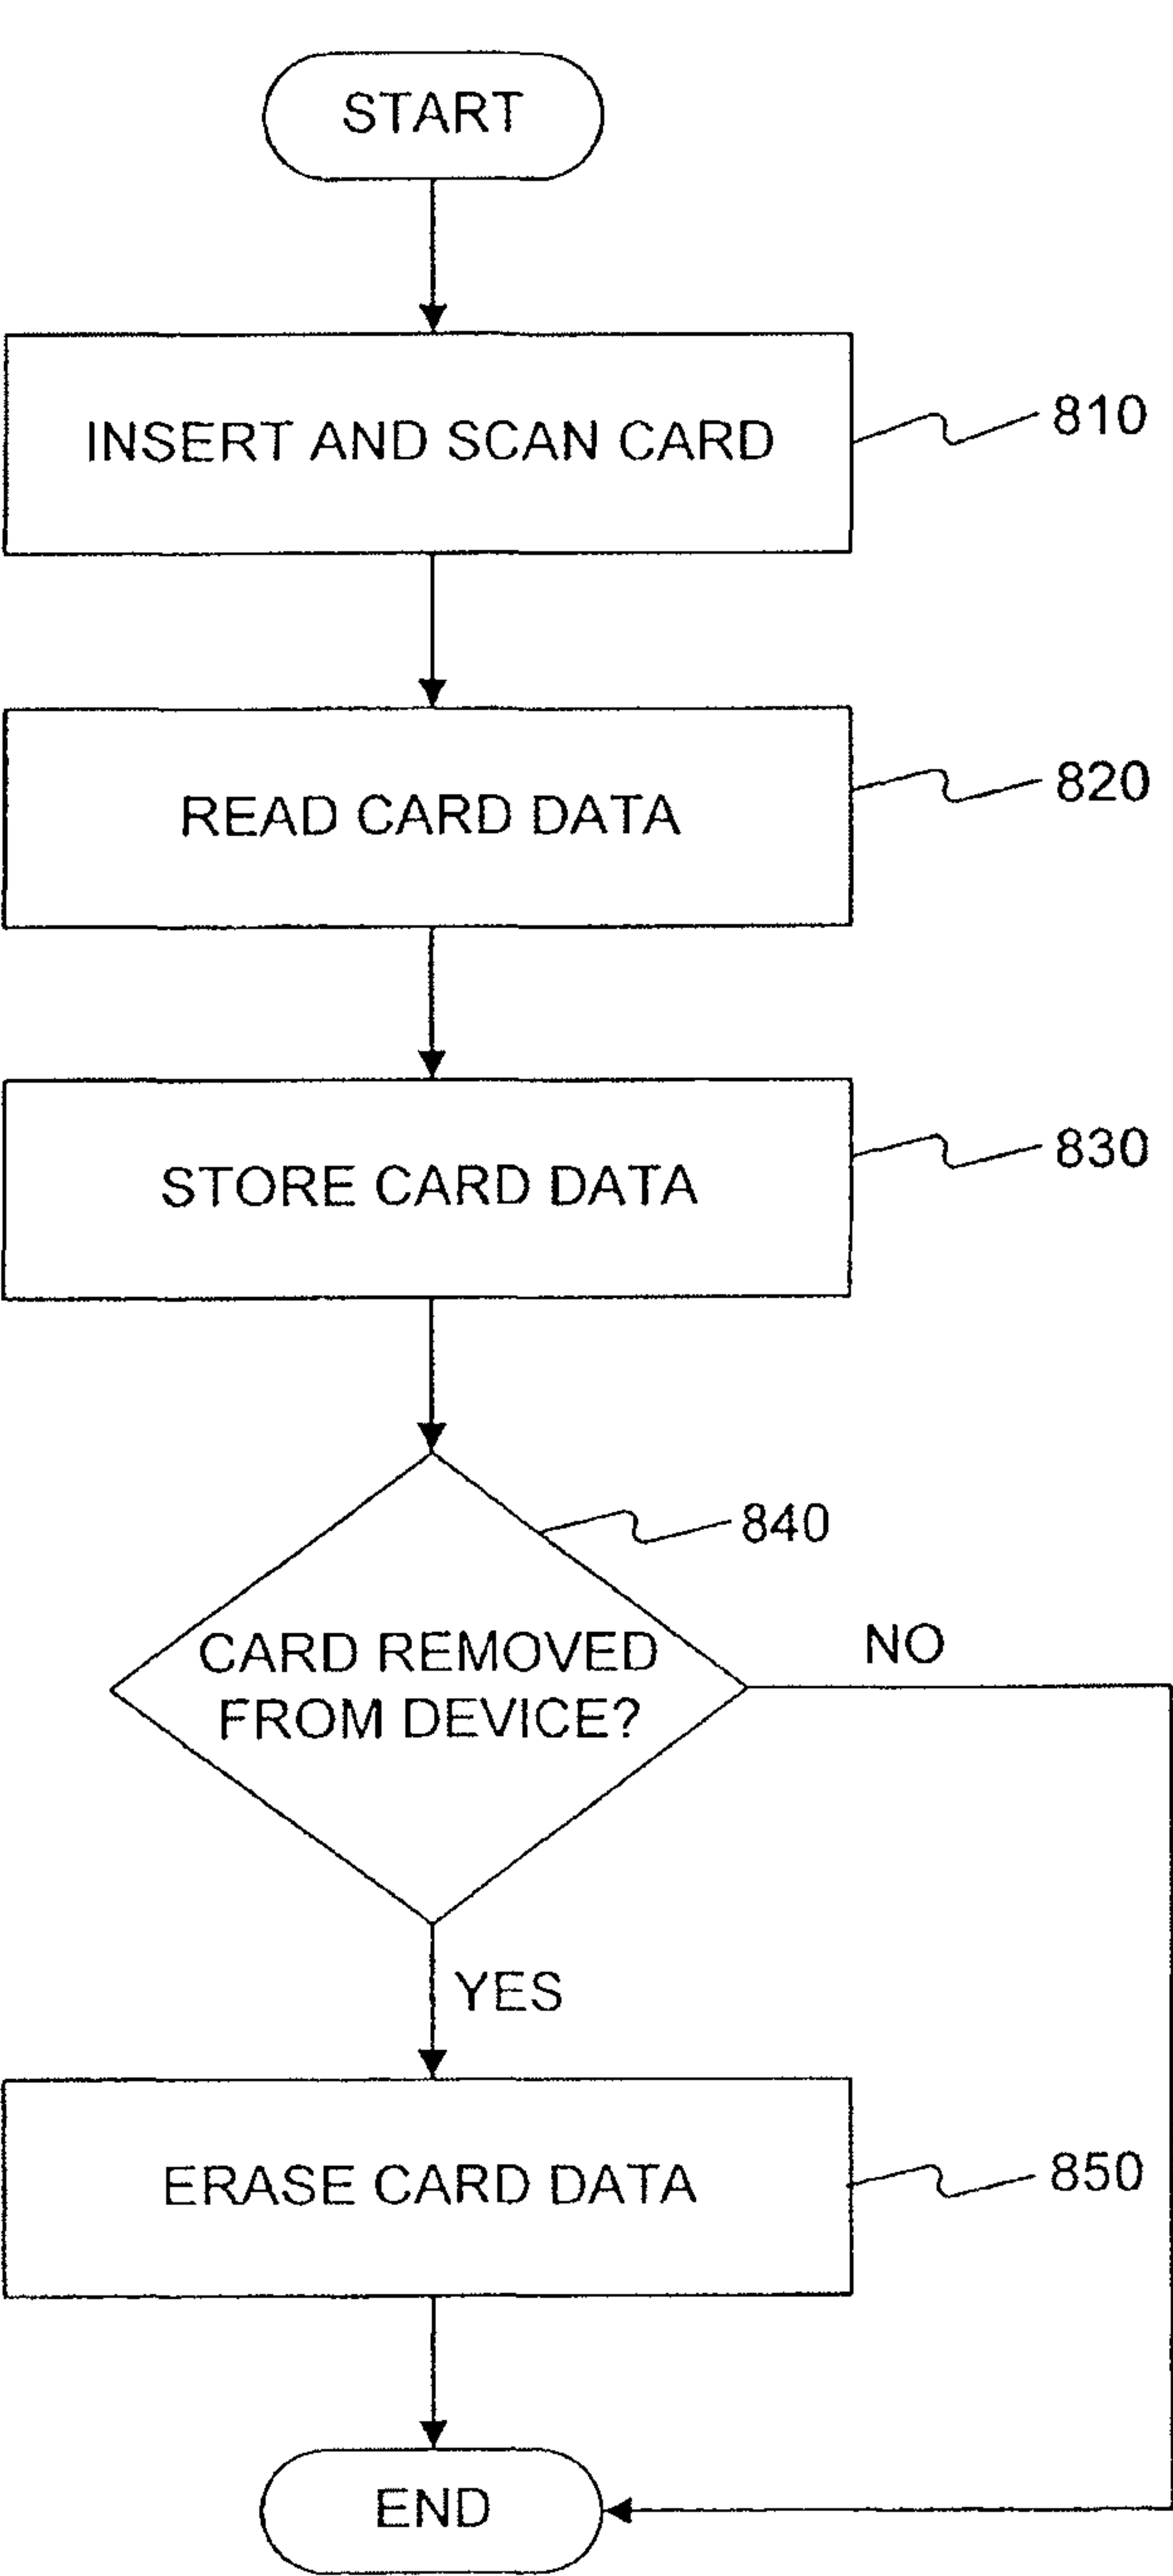 START
INSERT AND SCAN CARD
810
READ CARD DATA
820
STORE CARD DATA
830
840
CARD REMOVED
FROM DEVICE?
NO
YES
ERASE CARD DATA
850
END